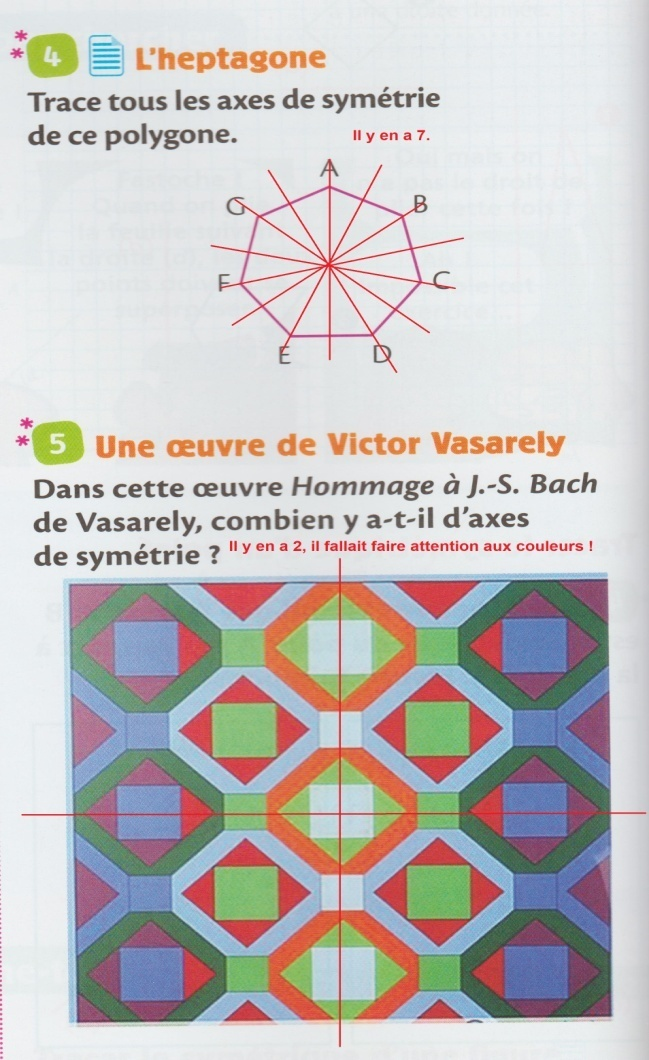 ** 4 L'heptagone
Trace tous les axes de symétrie
de ce polygone.
Il y en a 7.
A
G B
F C
E D
** 5 Une œuvre de Victor Vasarely
Dans cette œuvre Hommage à J.-S. Bach
de Vasarely, combien y a-t-il d'axes
de symétrie ? Il y en a 2, il fallait faire attention aux couleurs !